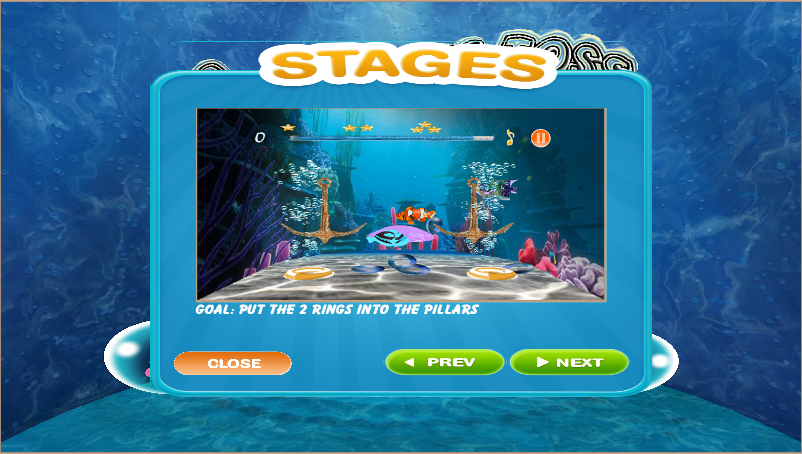 STAGES
0
GOAL: PUT THE 2 RINGS INTO THE PILLARS
CLOSE
PREV
NEXT